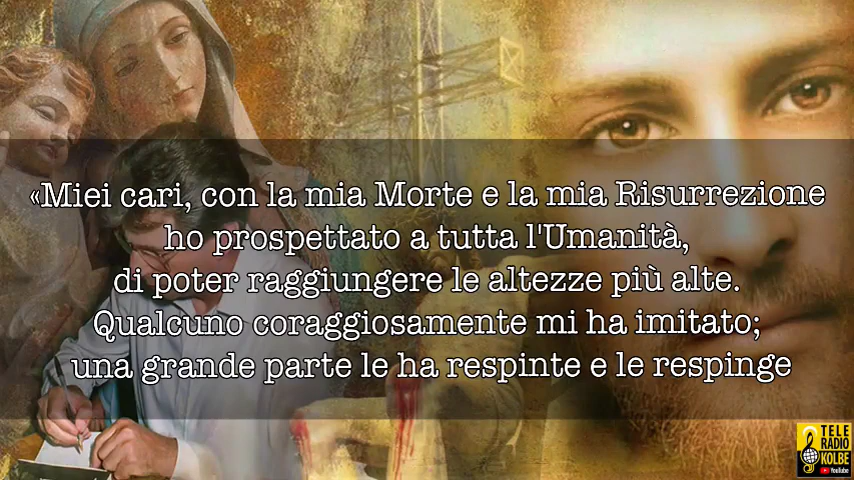 «Miei cari, con la mia Morte e la mia Risurrezione
ho prospettato a tutta l'Umanità,
di poter raggiungere le altezze più alte.
Qualcuno coraggiosamente mi ha imitato;
una grande parte le ha respinte e le respinge
TELE
RADIO
KOLBE
YouTube